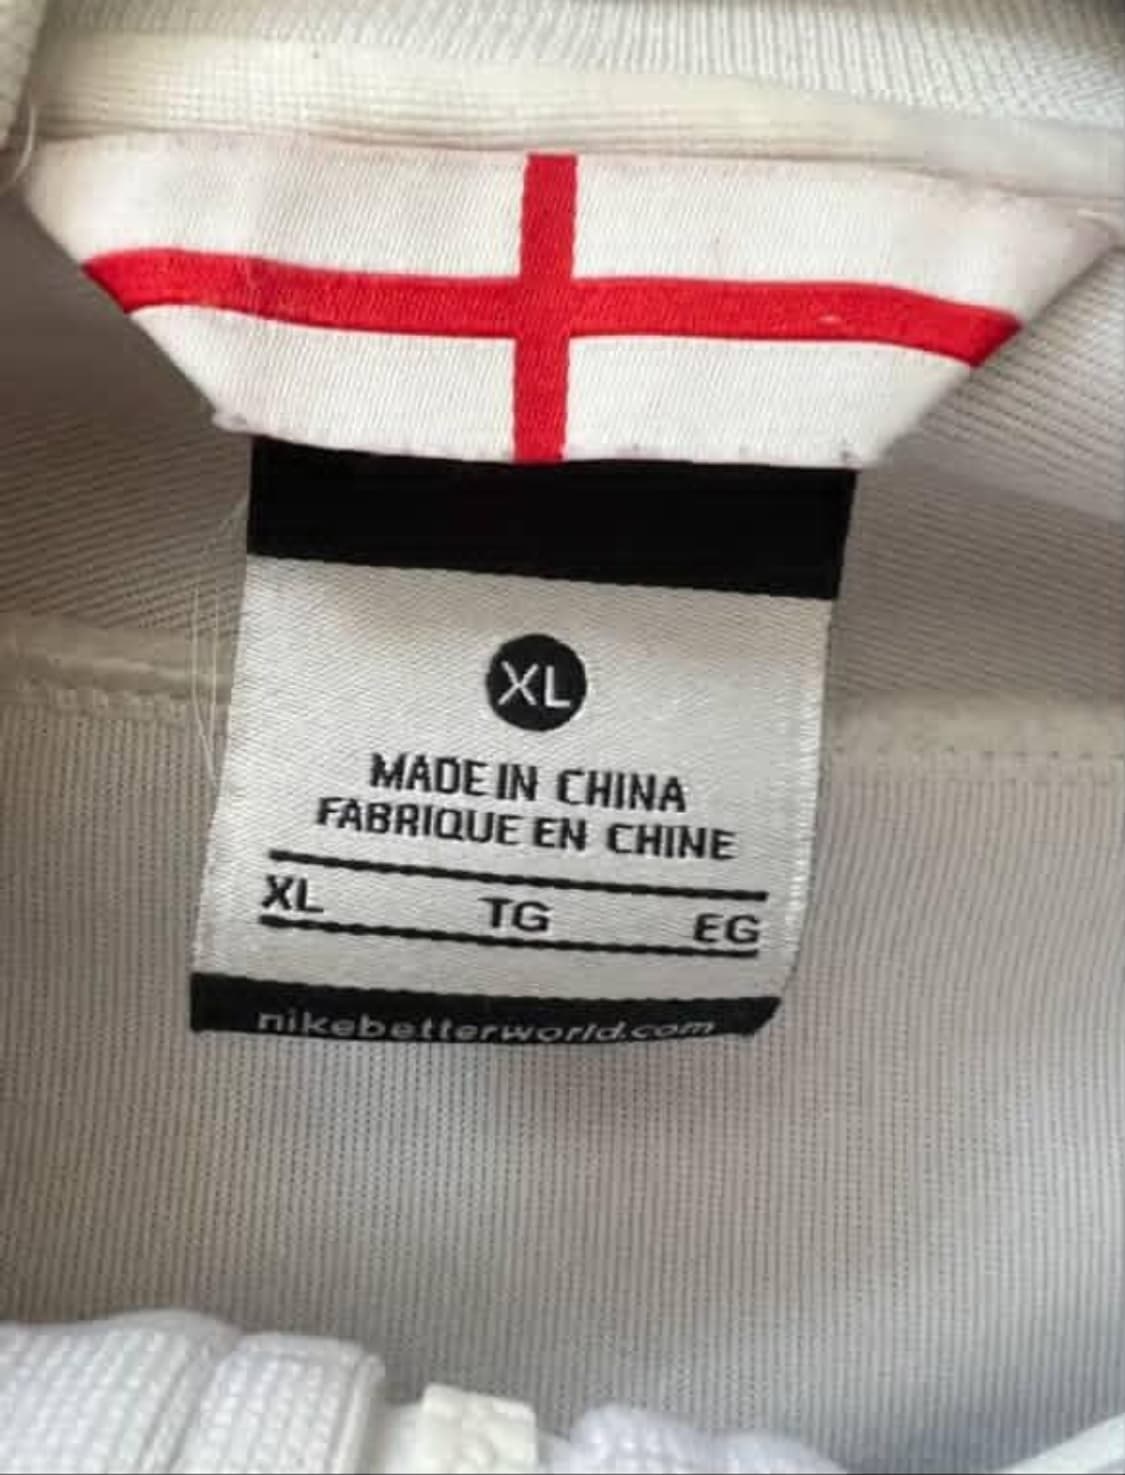 XL
MADE IN CHINA
FABRIQUE EN CHINE
XL TG EG
nikebetterworld.com